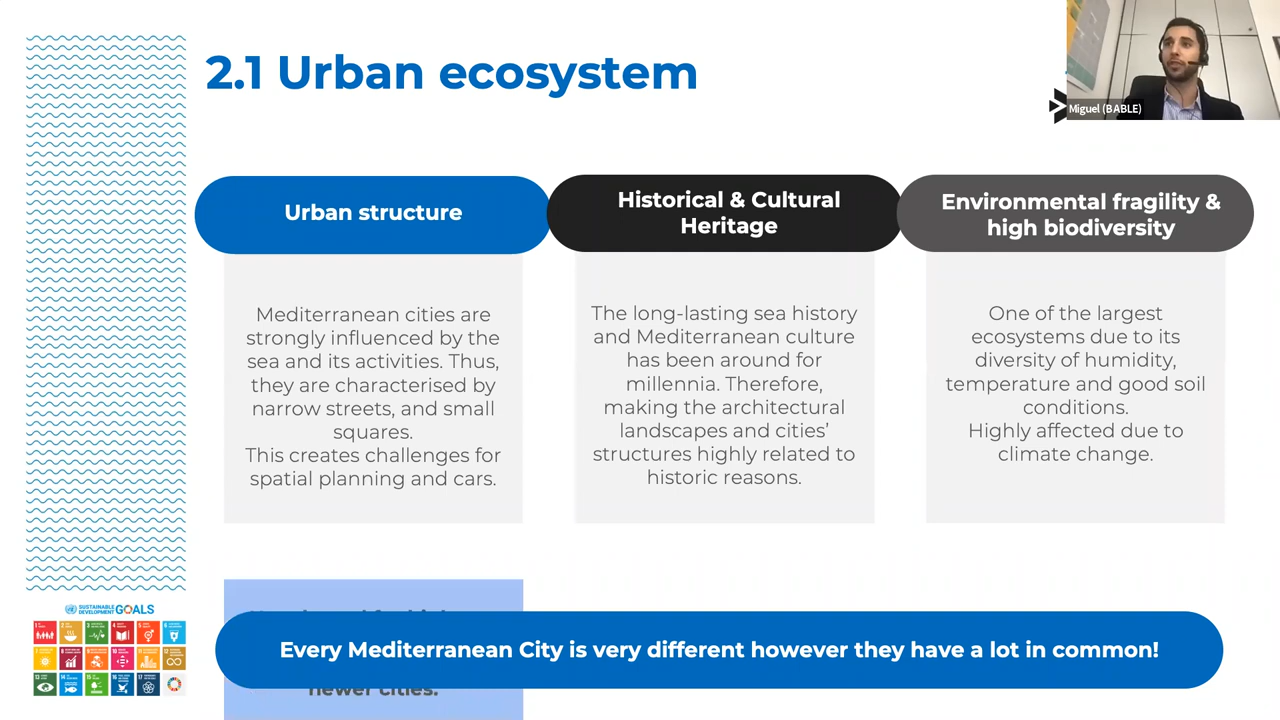 2.1 Urban ecosystem
Miguel (BABLE)
Urban structure
Mediterranean cities are
strongly influenced by the
sea and its activities. Thus,
they are characterised by
narrow streets, and small
squares.
This creates challenges for
spatial planning and cars.
Historical & Cultural
Heritage
The long-lasting sea history
and Mediterranean culture
has been around for
millennia. Therefore,
making the architectural
landscapes and cities'
structures highly related to
historic reasons.
Environmental fragility &
high biodiversity
One of the largest
ecosystems due to its
diversity of humidity,
temperature and good soil
conditions.
Highly affected due to
climate change.
Every Mediterranean City is very different however they have a lot in common!
newer cities.
SUSTAINABLE
DEVELOPMENT GOALS